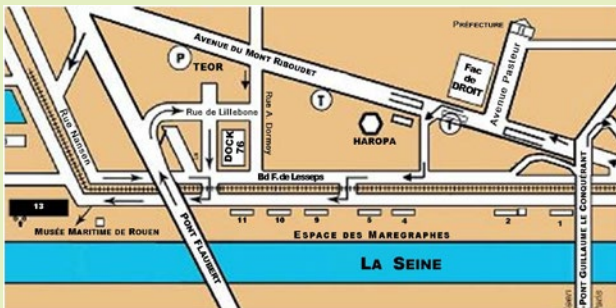 PRÉFECTURE
AVENUE DU MONT RIBOUDET
P
TEOR
Fac
de
DROIT
Avenue Pasteur
T
T
Rue de Lillebone
Rue A. Dormoy
Rue Nansen
DOCK
76
HAROPA
Bd F. de Lesseps
13
MUSÉE MARITIME DE ROUEN
PONT FLAUBERT
11
10
9
5
4
2
1
ESPACE DES MAREGRAPHES
LA SEINE
PONT GUILLAUME LE CONQUÉRANT